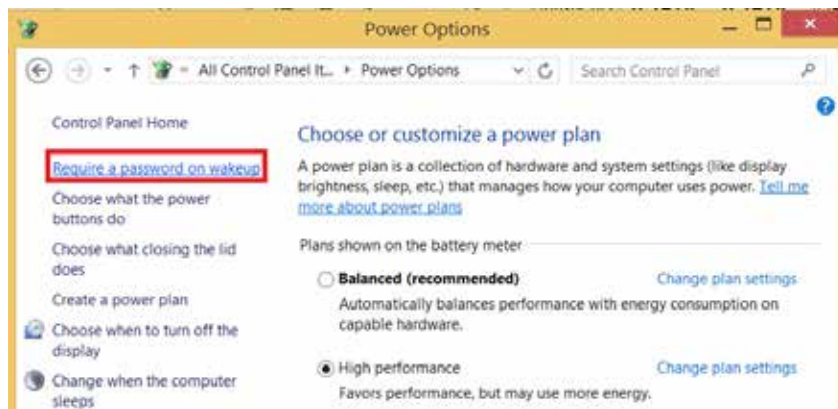 Power Options
All Control Panel It... ▸ Power Options
Search Control Panel
Control Panel Home
Require a password on wakeup
Choose what the power
buttons do
Choose what closing the lid
does
Create a power plan
Choose when to turn off the
display
Change when the computer
sleeps
Choose or customize a power plan
A power plan is a collection of hardware and system settings (like display
brightness, sleep, etc.) that manages how your computer uses power. Tell me
more about power plans
Plans shown on the battery meter
Balanced (recommended) Change plan settings
Automatically balances performance with energy consumption on
capable hardware.
High performance Change plan settings
Favors performance, but may use more energy.